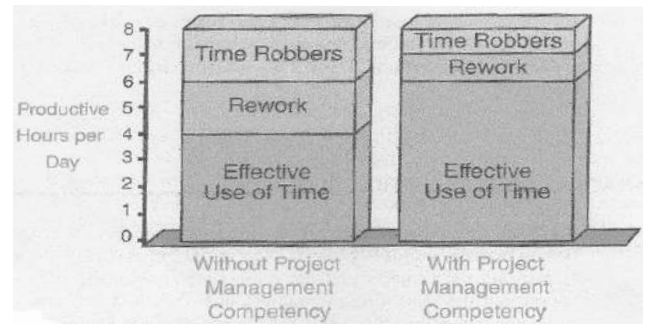 8
7
6
5
4
3
2
1
0
Productive
Hours per
Day
Time Robbers
Rework
Effective
Use of Time
Time Robbers
Rework
Effective
Use of Time
Without Project
Management
Competency
With Project
Management
Competency